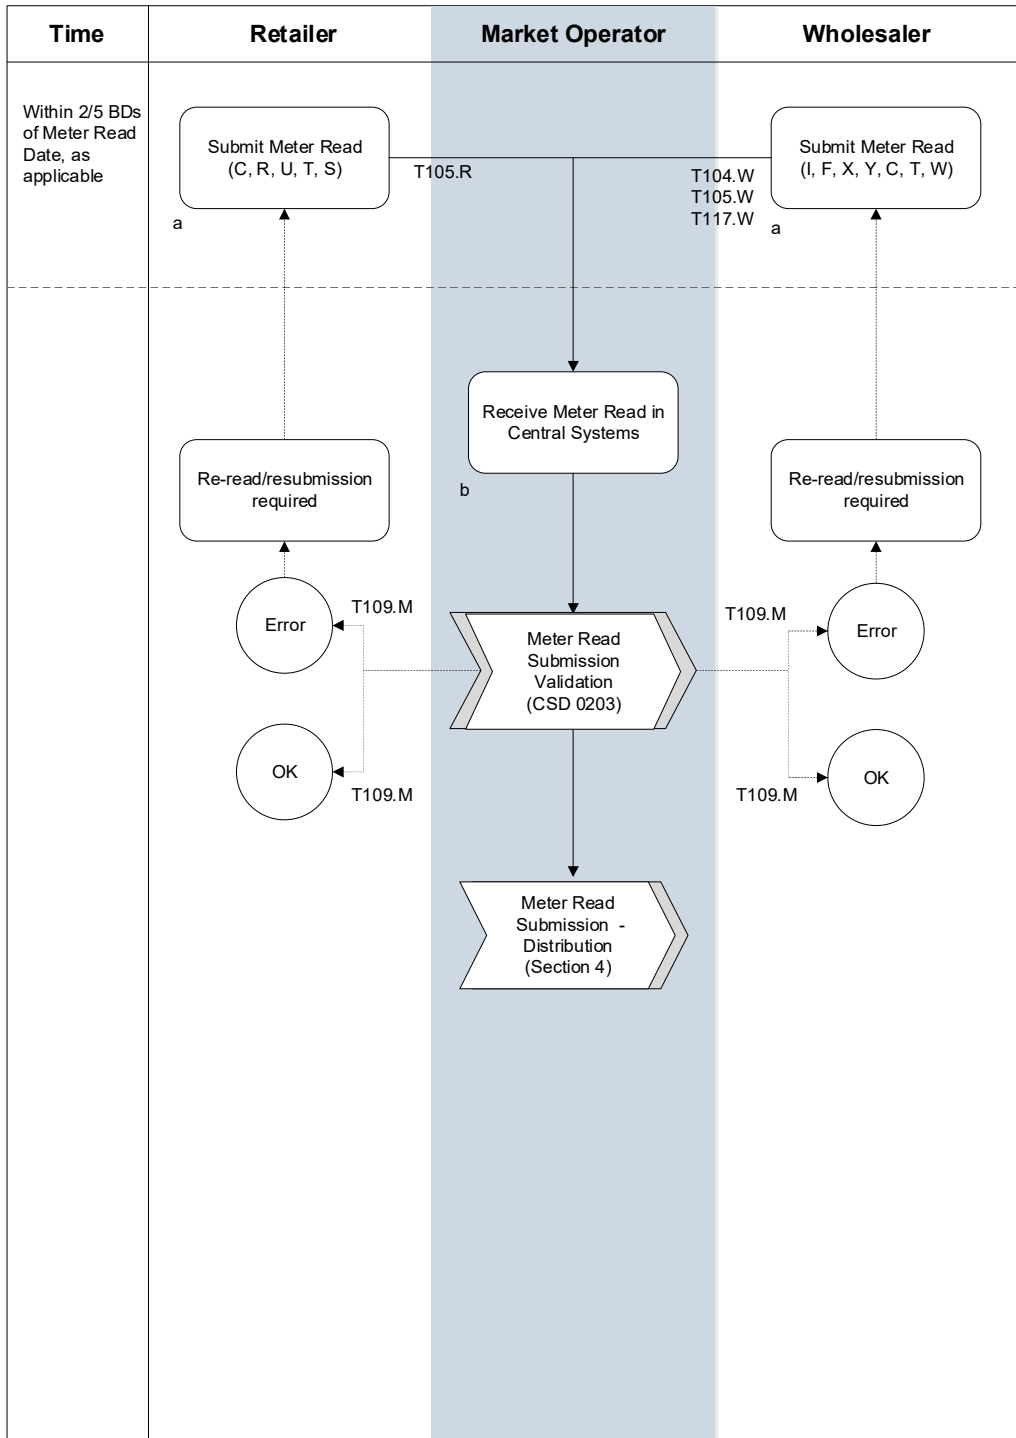 Time
Retailer
Market Operator
Wholesaler
Within 2/5 BDs
of Meter Read
Date, as
applicable
Submit Meter Read
(C, R, U, T, S)
a
T105.R
T104.W
T105.W
T117.W
Submit Meter Read
(I, F, X, Y, C, T, W)
a
Receive Meter Read in
Central Systems
b
Re-read/resubmission
required
Re-read/resubmission
required
Error
T109.M
Meter Read
Submission
Validation
(CSD 0203)
T109.M
Error
OK
T109.M
T109.M
OK
Meter Read
Submission -
Distribution
(Section 4)